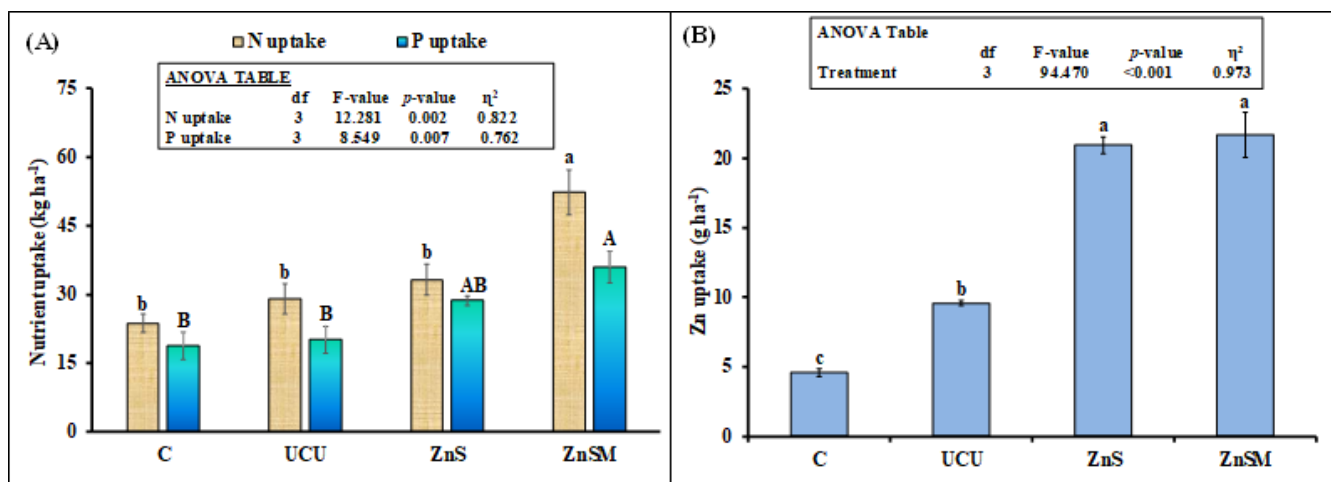 (A)
N uptake P uptake
ANOVA TABLE
df F-value p-value η²
N uptake 3 12.281 0.002 0.822
P uptake 3 8.549 0.007 0.762
Nutrient uptake (kg ha⁻¹)
75
60
45
30
15
0
b B
b B
b AB
a A
C UCU ZnS ZnSM
(B)
ANOVA Table
df F-value p-value η²
Treatment 3 94.470 <0.001 0.973
Zn uptake (g ha⁻¹)
25
20
15
10
5
0
c b a a
C UCU ZnS ZnSM